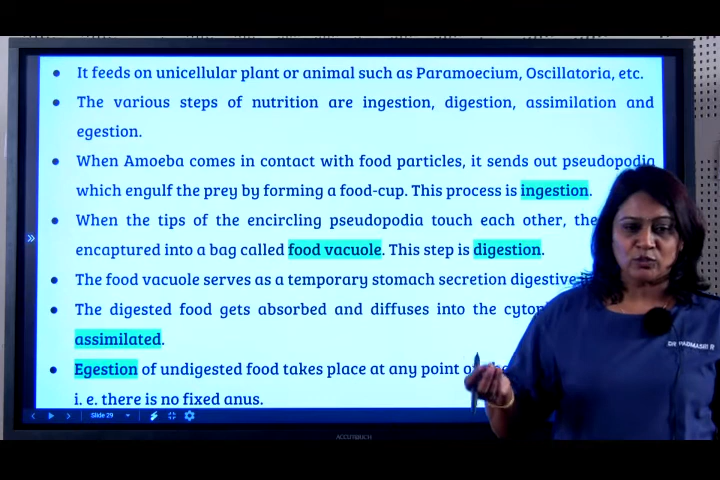 It feeds on unicellular plant or animal such as Paramoecium, Oscillatoria, etc.
The various steps of nutrition are ingestion, digestion, assimilation and
egestion.
When Amoeba comes in contact with food particles, it sends out pseudopodia
which engulf the prey by forming a food-cup. This process is ingestion.
When the tips of the encircling pseudopodia touch each other, the
encaptured into a bag called food vacuole. This step is digestion.
The food vacuole serves as a temporary stomach secretion digestive
The digested food gets absorbed and diffuses into the
assimilated.
Egestion of undigested food takes place at any point
i. e. there is no fixed anus.
Slide 29
DR PADMASRI R